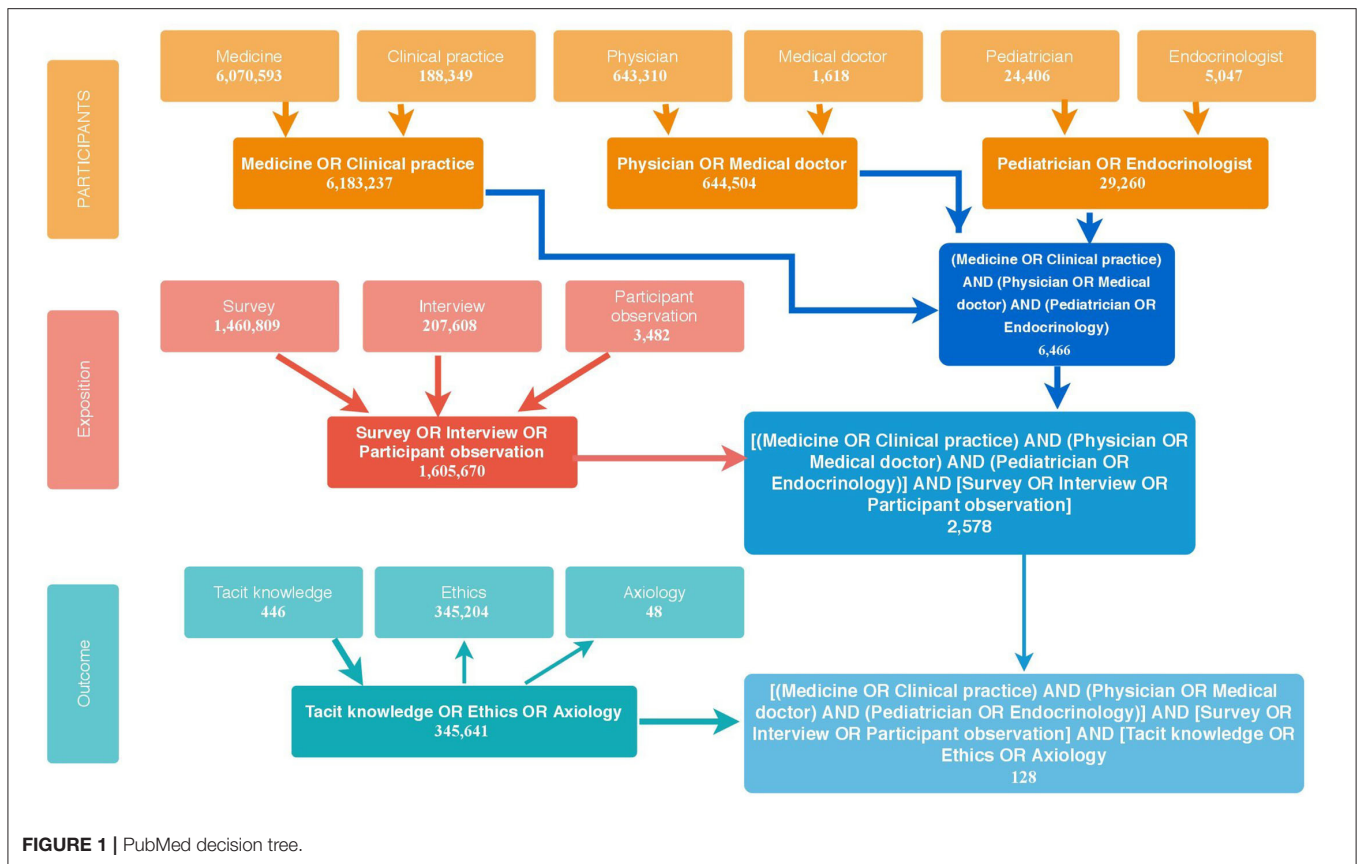 PARTICIPANTS
Medicine
6,070,593
Clinical practice
188,349
Physician
643,310
Medical doctor
1,618
Pediatrician
24,406
Endocrinologist
5,047
Medicine OR Clinical practice
6,183,237
Physician OR Medical doctor
644,504
Pediatrician OR Endocrinologist
29,260
(Medicine OR Clinical practice)
AND (Physician OR Medical
doctor) AND (Pediatrician OR
Endocrinology)
6,466
Exposition
Survey
1,460,809
Interview
207,608
Participant
observation
3,482
Survey OR Interview OR
Participant observation
1,605,670
[(Medicine OR Clinical practice) AND (Physician OR
Medical doctor) AND (Pediatrician OR
Endocrinology)] AND [Survey OR Interview OR
Participant observation]
2,578
Outcome
Tacit knowledge
446
Ethics
345,204
Axiology
48
Tacit knowledge OR Ethics OR Axiology
345,641
[(Medicine OR Clinical practice) AND (Physician OR Medical
doctor) AND (Pediatrician OR Endocrinology)] AND [Survey OR
Interview OR Participant observation] AND [Tacit knowledge OR
Ethics OR Axiology
128
FIGURE 1 | PubMed decision tree.